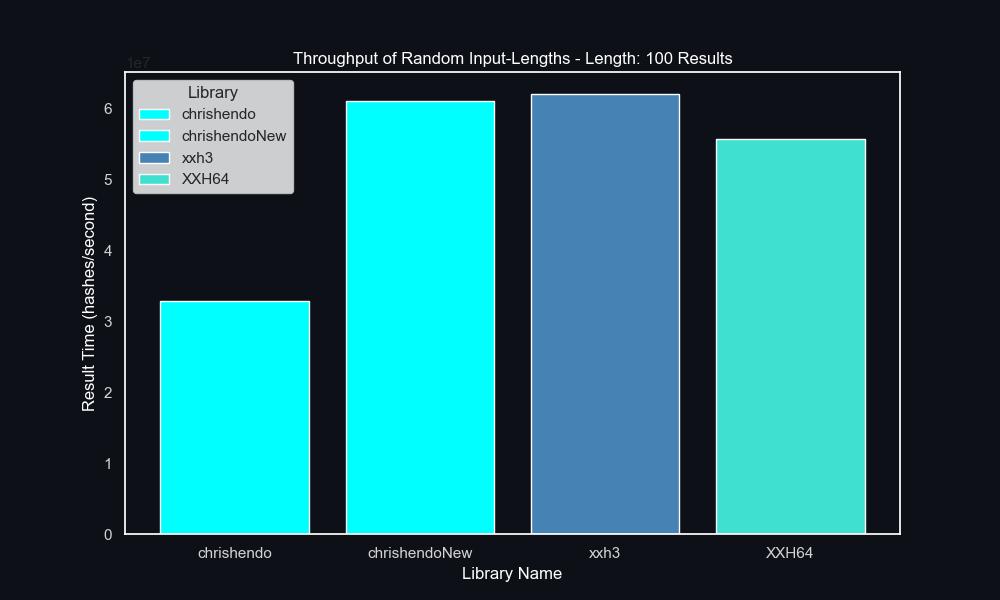 Throughput of Random Input-Lengths - Length: 100 Results
1e7
Library
chrishendo
chrishendoNew
xxh3
XXH64
6
5
4
3
2
1
0
Result Time (hashes/second)
chrishendo chrishendoNew xxh3 XXH64
Library Name